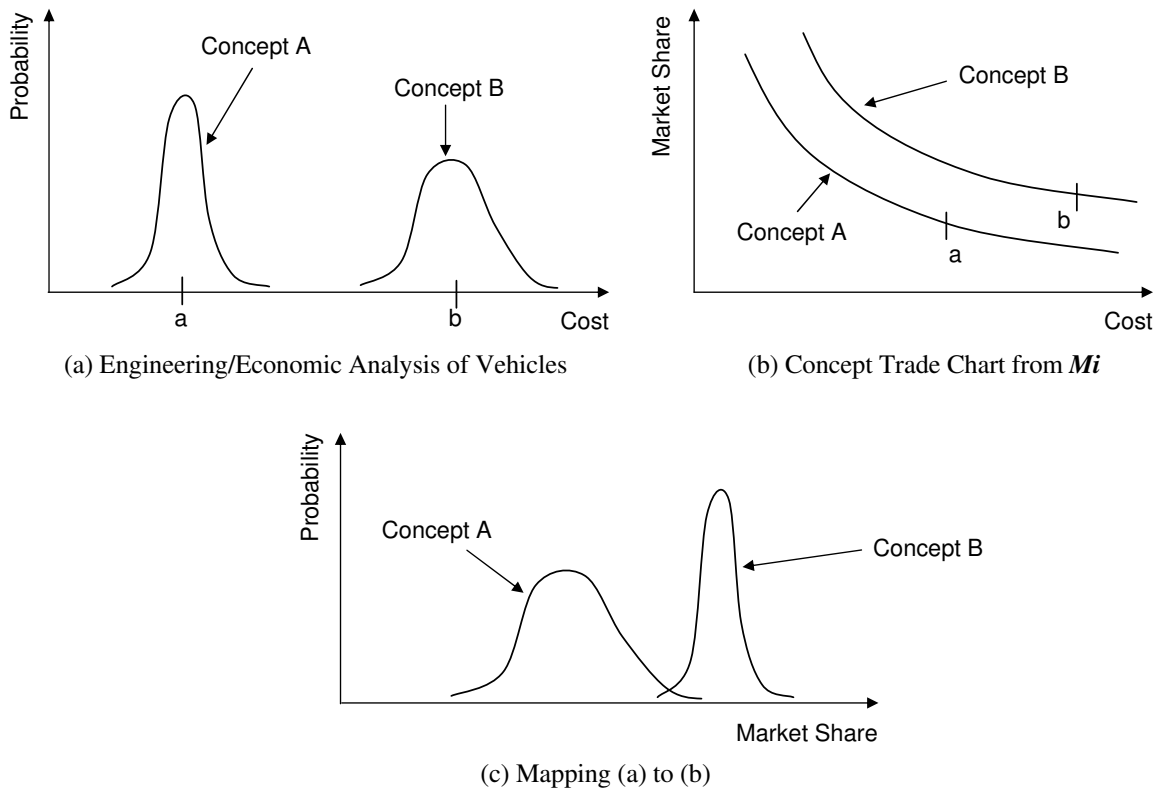 Probability
Concept A
Concept B
a
b
Cost
(a) Engineering/Economic Analysis of Vehicles
Market Share
Concept B
Concept A
a
b
Cost
(b) Concept Trade Chart from Mi
Probability
Concept A
Concept B
Market Share
(c) Mapping (a) to (b)